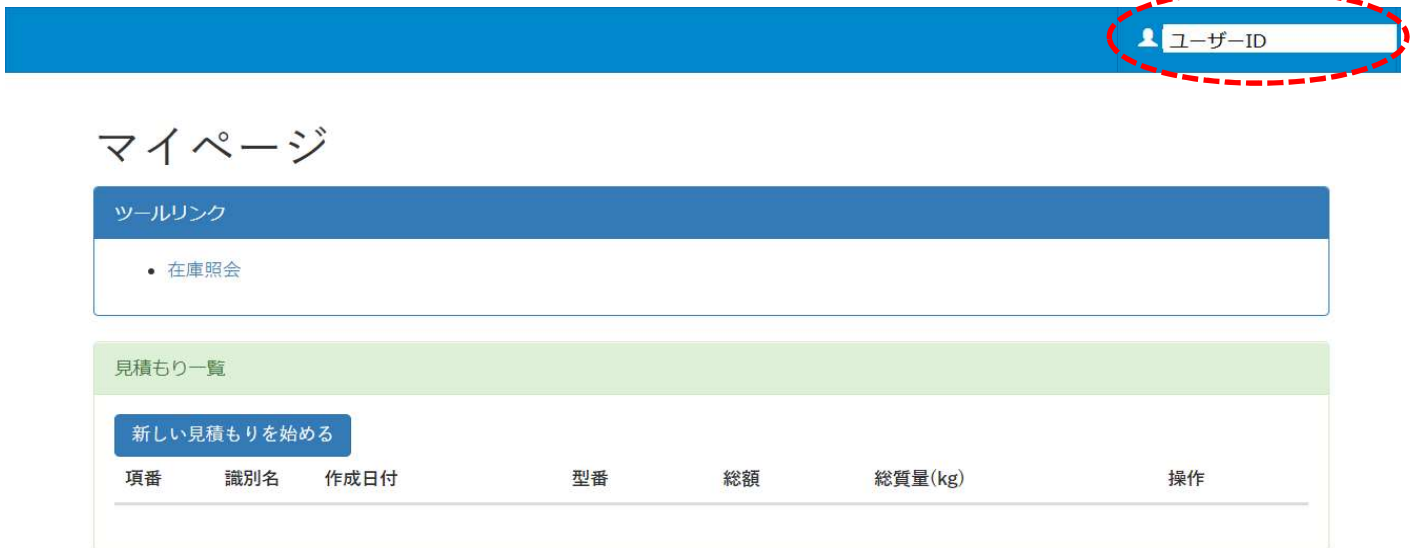 ユーザーID
マイページ
ツールリンク
• 在庫照会
見積もり一覧
新しい見積もりを始める
項番 識別名 作成日付 型番 総額 総質量(kg) 操作